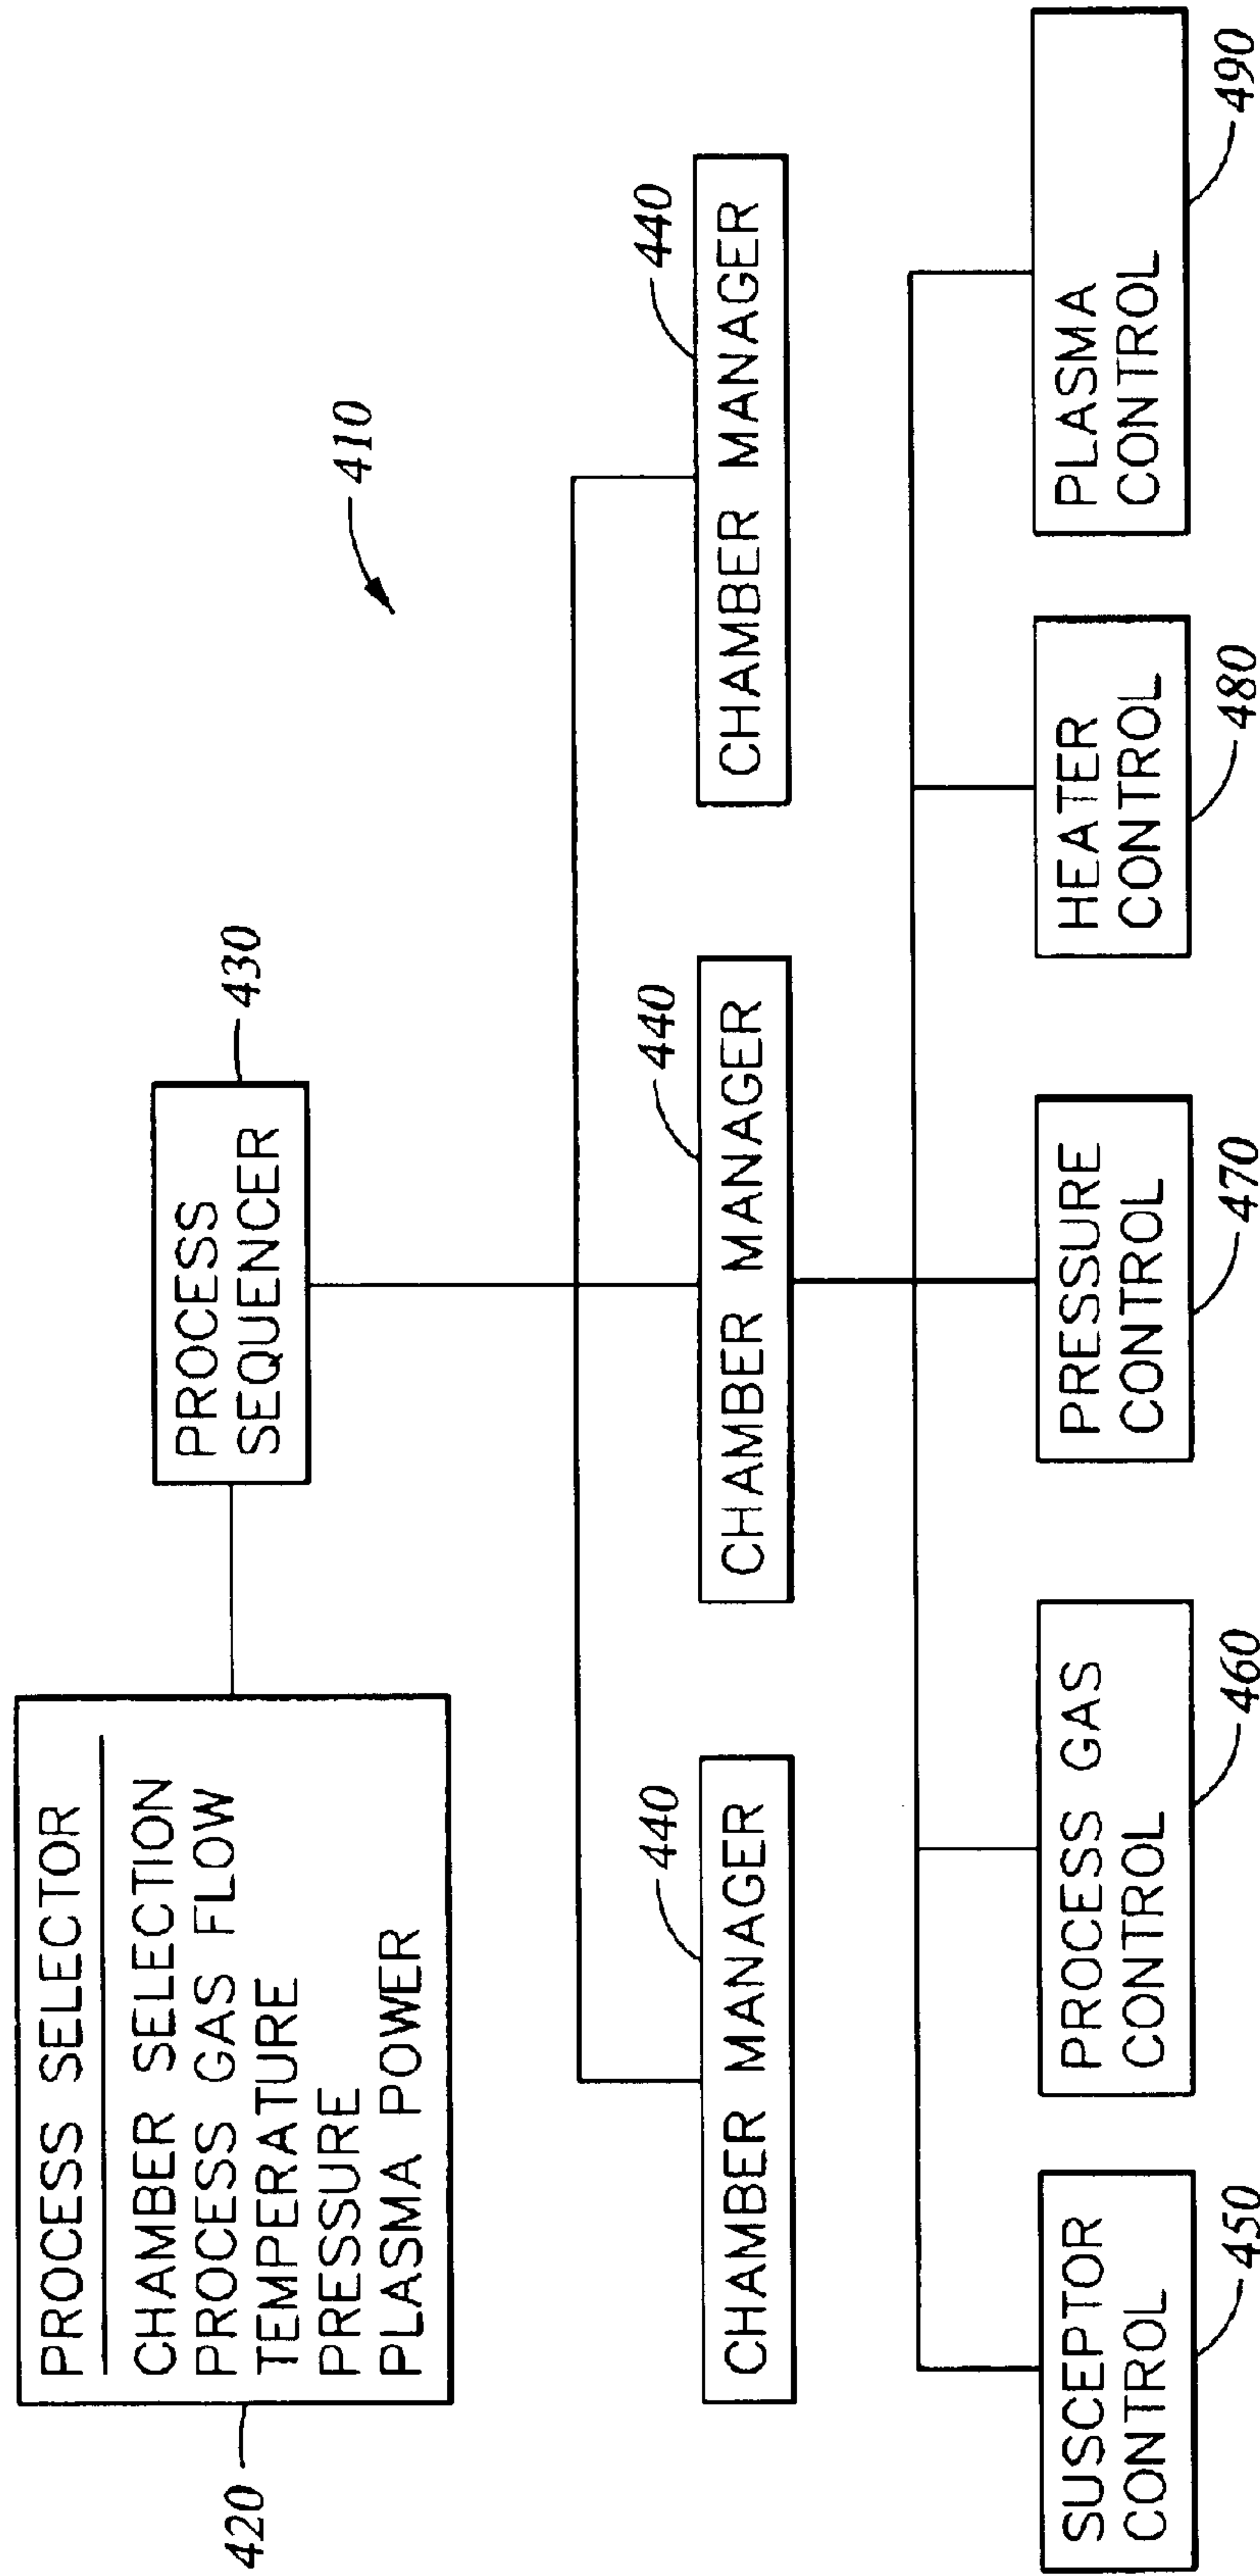 PROCESS SELECTOR
CHAMBER SELECTION
PROCESS GAS FLOW
TEMPERATURE
PRESSURE
PLASMA POWER
420
PROCESS
SEQUENCER
430
410
CHAMBER MANAGER
440
CHAMBER MANAGER
440
CHAMBER MANAGER
440
SUSCEPTOR
CONTROL
450
PROCESS GAS
CONTROL
460
PRESSURE
CONTROL
470
HEATER
CONTROL
480
PLASMA
CONTROL
490